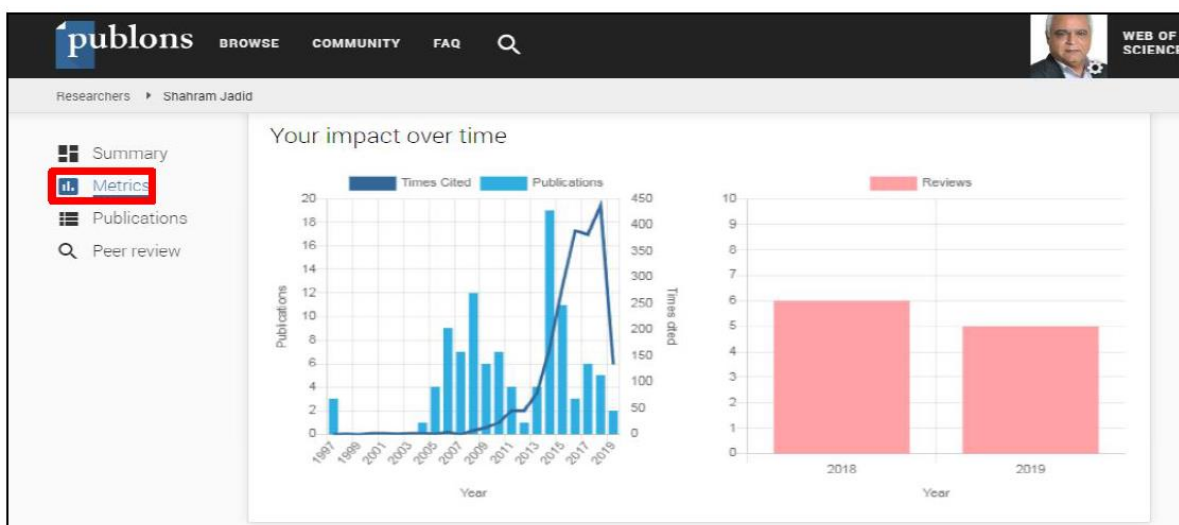 publons BROWSE COMMUNITY FAQ
WEB OF
SCIENCE
Researchers Shahram Jadid
Summary
Metrics
Publications
Peer review
Your impact over time
Times Cited Publications
20
18
16
14
12
10
8
6
4
2
0
Publications
450
400
350
300
250
200
150
100
50
0
Times cited
1997 1999 2001 2003 2005 2007 2009 2011 2013 2015 2017 2019
Year
Reviews
10
9
8
7
6
5
4
3
2
1
0
2018 2019
Year